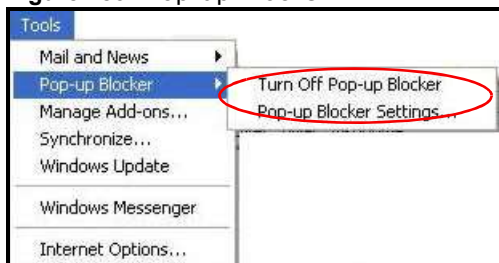 Tools
Mail and News
Pop-up Blocker
Turn Off Pop-up Blocker
Manage Add-ons...
Pop-up Blocker Settings...
Synchronize...
Windows Update
Windows Messenger
Internet Options...